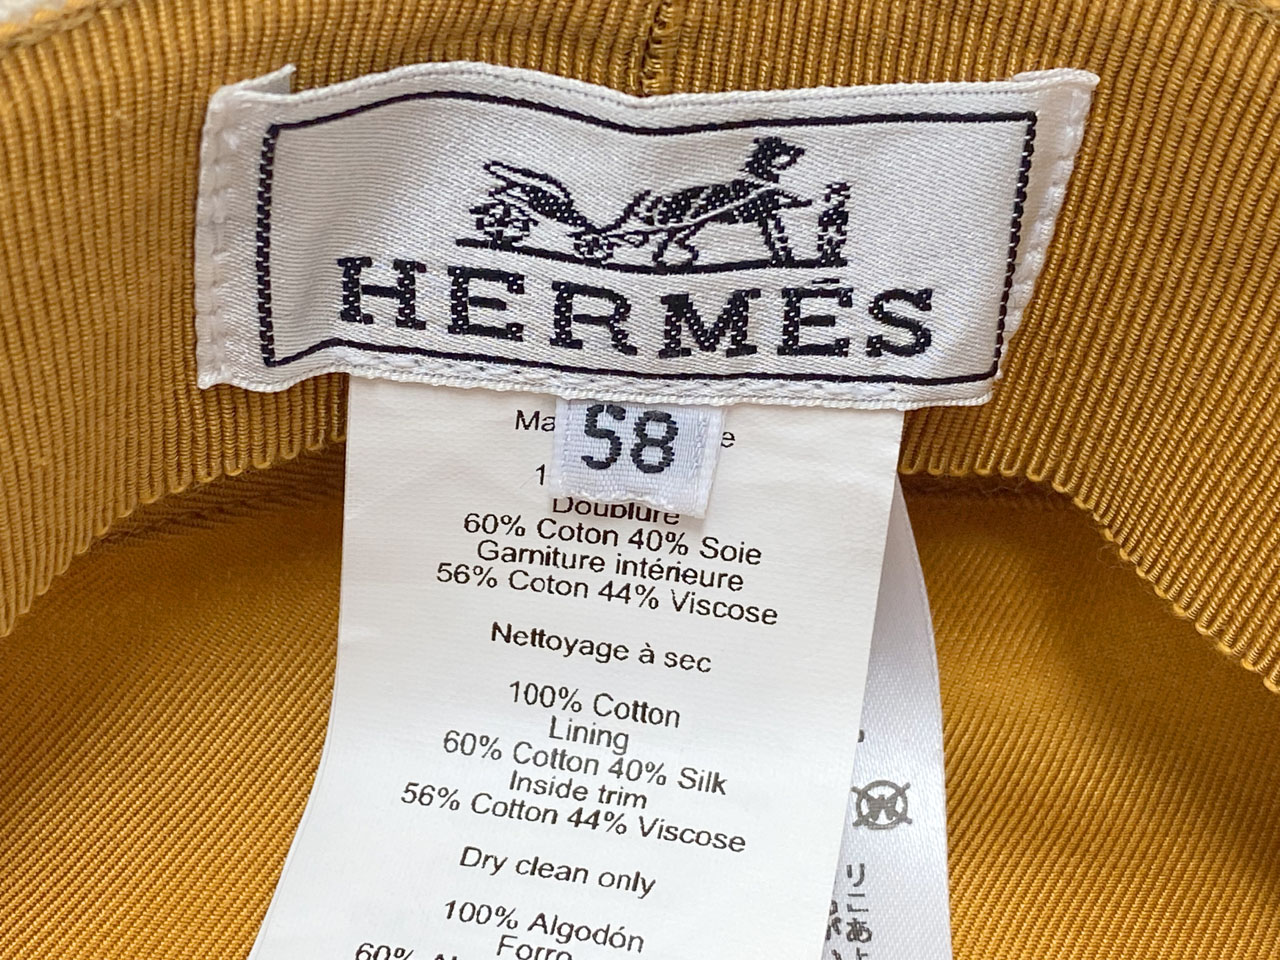 HERMÈS
58
Doublure
60% Coton 40% Soie
Garniture intérieure
56% Coton 44% Viscose
Nettoyage à sec
100% Cotton
Lining
60% Cotton 40% Silk
Inside trim
56% Cotton 44% Viscose
Dry clean only
100% Algodón
Forro
60%